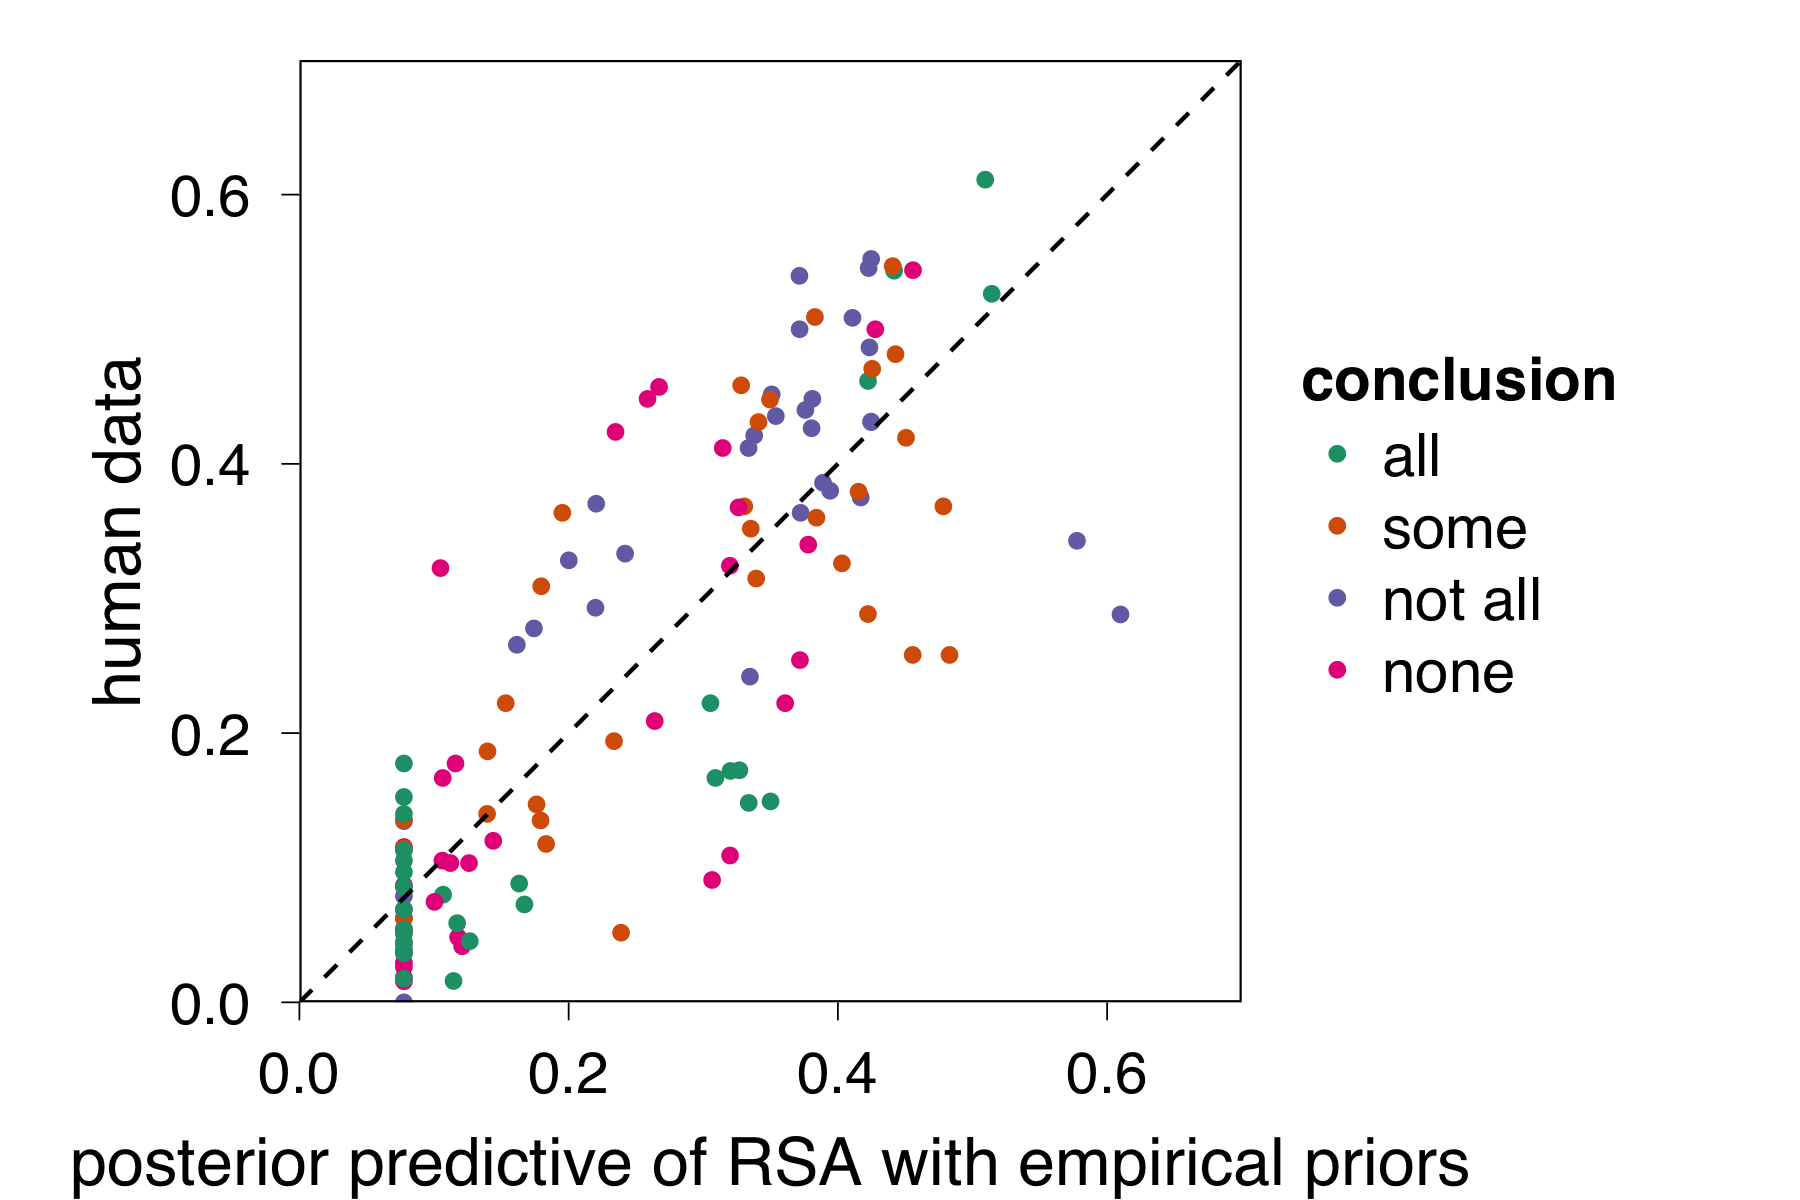 0.6
0.4
0.2
0.0
human data
0.0 0.2 0.4 0.6
posterior predictive of RSA with empirical priors
conclusion
all
some
not all
none